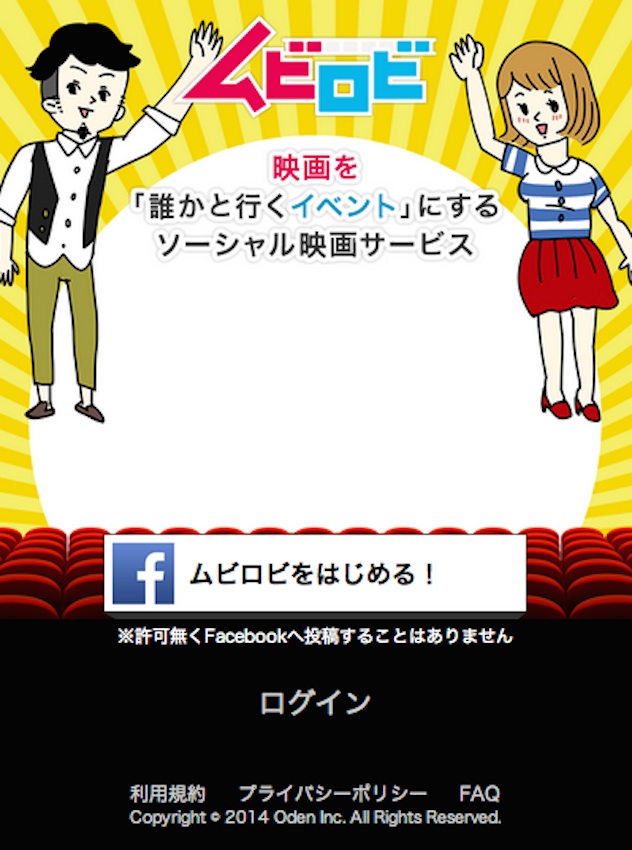 ムビロビ
映画を
「誰かと行くイベント」にする
ソーシャル映画サービス
f ムビロビをはじめる！
※許可無くFacebookへ投稿することはありません
ログイン
利用規約 プライバシーポリシー FAQ
Copyright © 2014 Oden Inc. All Rights Reserved.